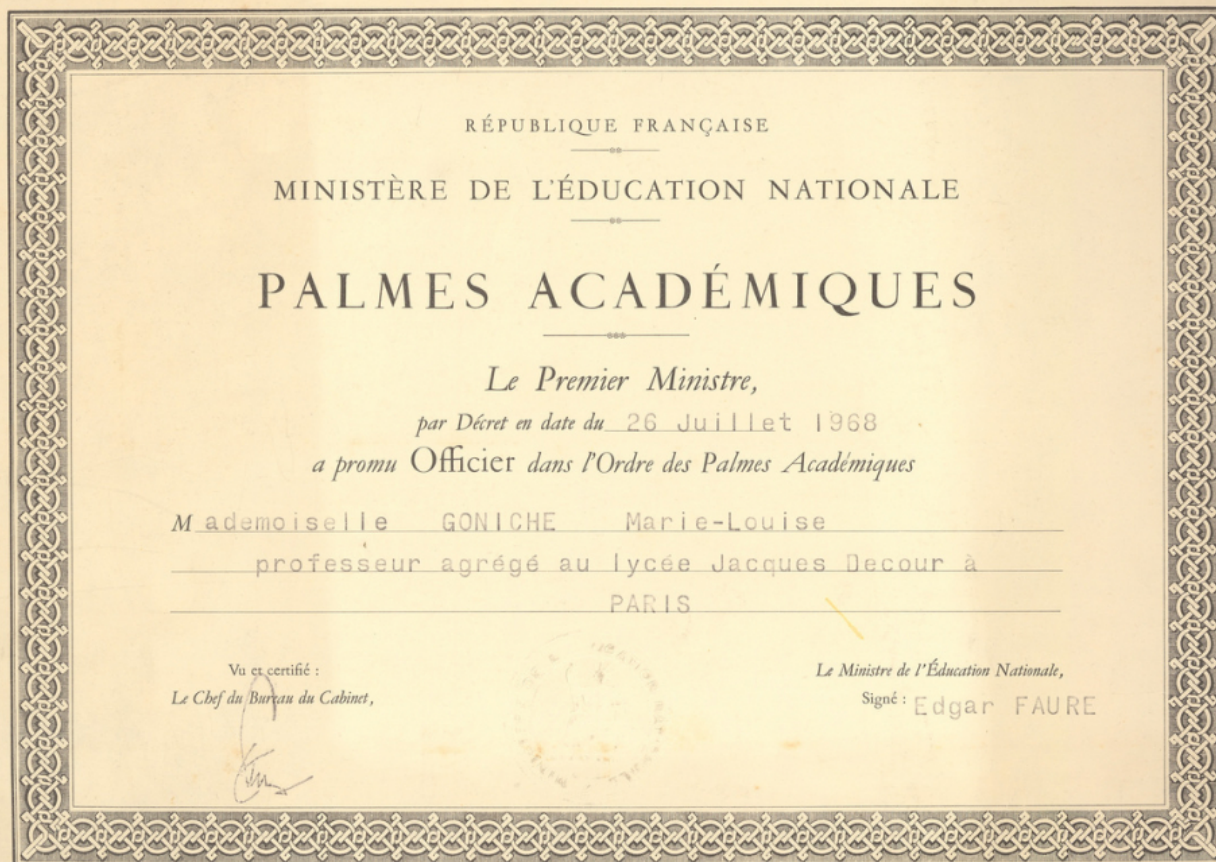 RÉPUBLIQUE FRANÇAISE
MINISTÈRE DE L'ÉDUCATION NATIONALE
PALMES ACADÉMIQUES
Le Premier Ministre,
par Décret en date du 26 Juillet 1968
a promu Officier dans l'Ordre des Palmes Académiques
M ademoiselle GONICHE Marie-Louise
professeur agrégé au lycée Jacques Decour à
PARIS
Vu et certifié :
Le Chef du Bureau du Cabinet,
Le Ministre de l'Éducation Nationale,
Signé : Edgar FAURE